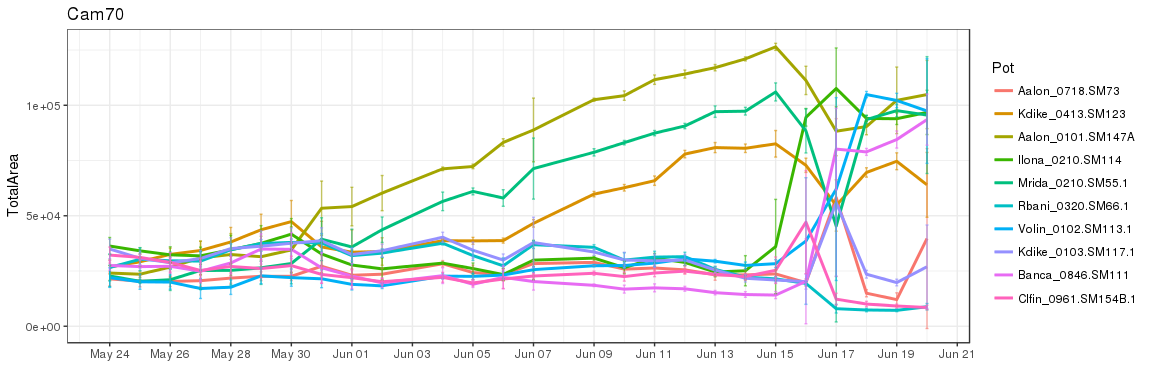 Cam70
TotalArea
1e+05
5e+04
0e+00
May 24 May 26 May 28 May 30 Jun 01 Jun 03 Jun 05 Jun 07 Jun 09 Jun 11 Jun 13 Jun 15 Jun 17 Jun 19 Jun 21
Pot
Aalon_0718.SM73
Kdike_0413.SM123
Aalon_0101.SM147A
Ilona_0210.SM114
Mrida_0210.SM55.1
Rbani_0320.SM66.1
Volin_0102.SM113.1
Kdike_0103.SM117.1
Banca_0846.SM111
Clfin_0961.SM154B.1